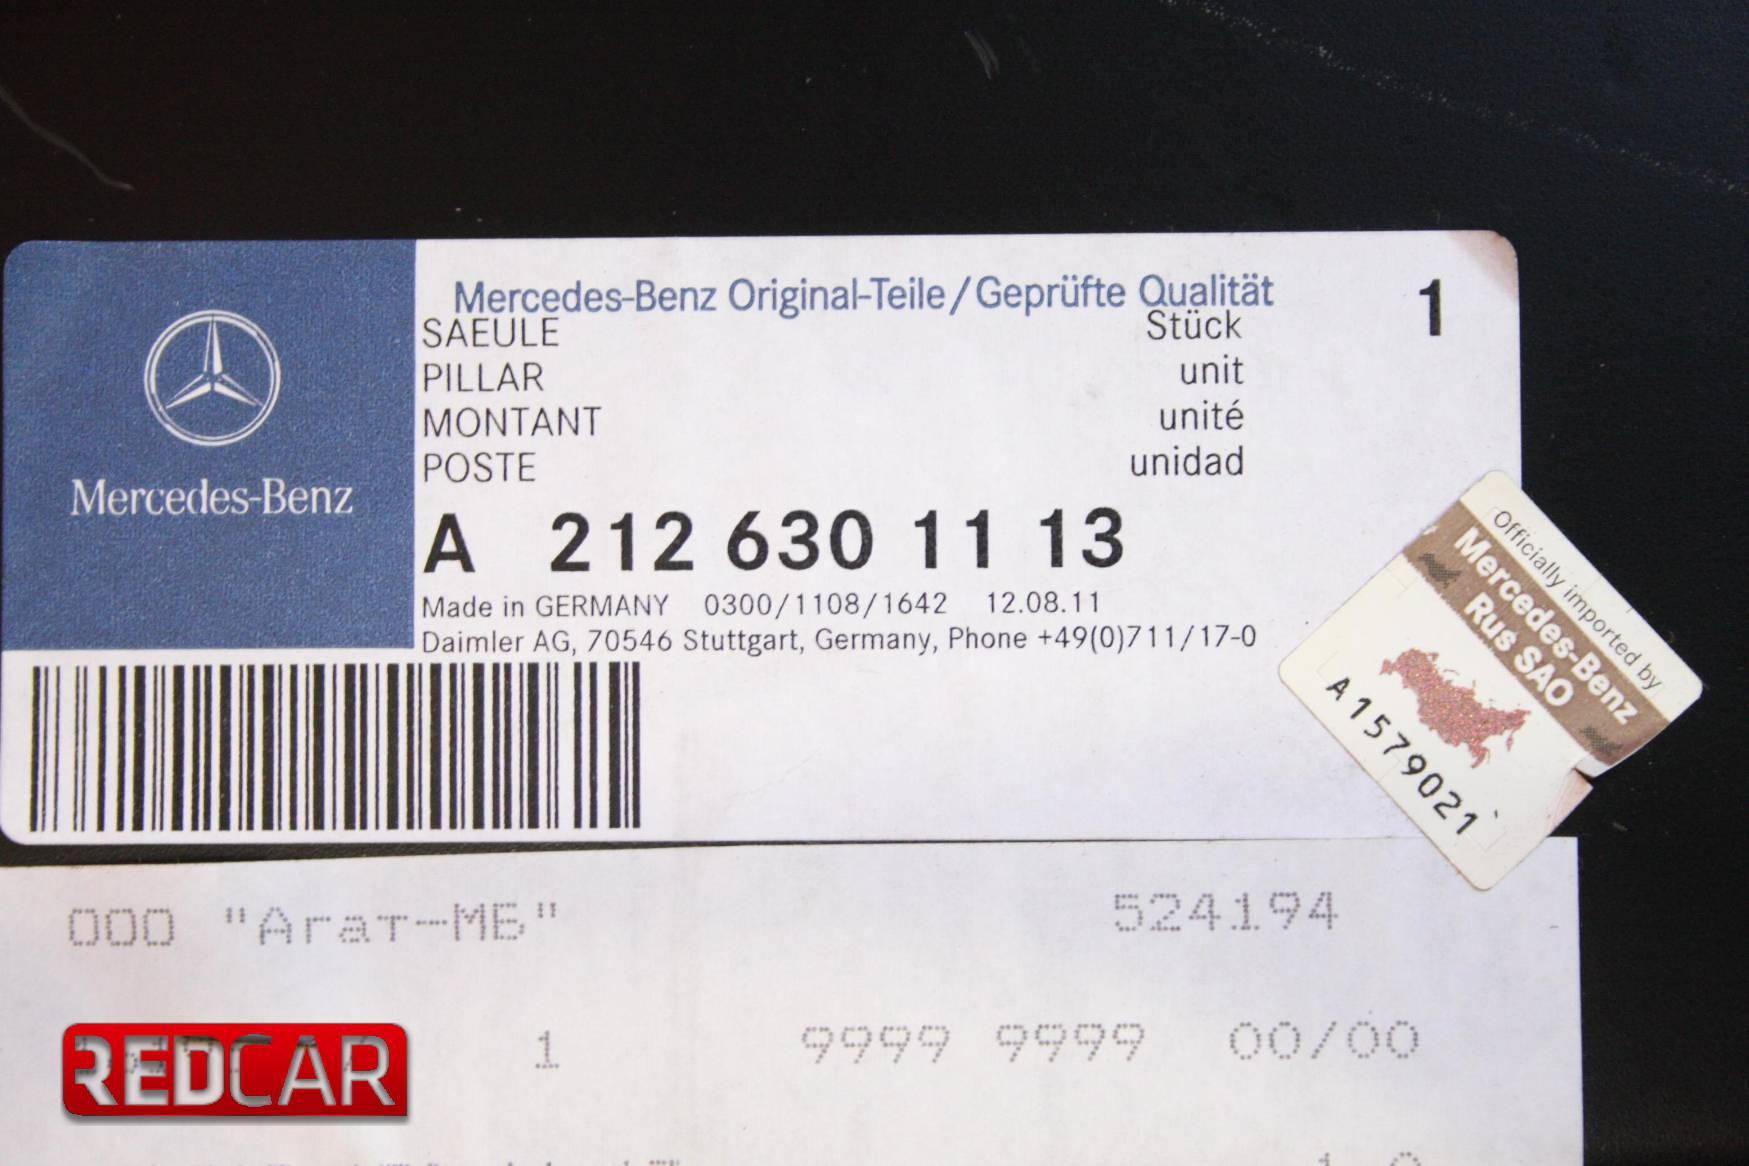 Mercedes-Benz
Mercedes-Benz Original-Teile/Geprüfte Qualität
SAEULE Stück 1
PILLAR unit
MONTANT unité
POSTE unidad
A 212 630 11 13
Made in GERMANY 0300/1108/1642 12.08.11
Daimler AG, 70546 Stuttgart, Germany, Phone +49(0)711/17-0
Officially imported by
Mercedes-Benz
Rus SAO
A1579021
ООО "Агат-МБ" 524194
1 9999 9999 00/00
REDCAR